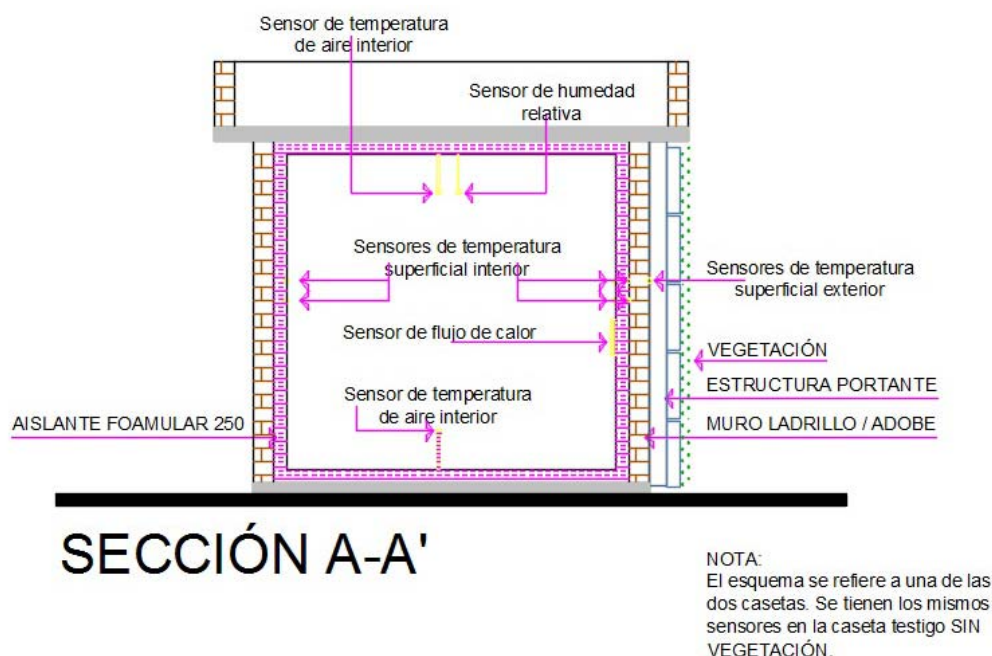 Sensor de temperatura
de aire interior
Sensor de humedad
relativa
Sensores de temperatura
superficial interior
Sensores de temperatura
superficial exterior
Sensor de flujo de calor
VEGETACIÓN
Sensor de temperatura
de aire interior
ESTRUCTURA PORTANTE
AISLANTE FOAMULAR 250
MURO LADRILLO / ADOBE
SECCIÓN A-A'
NOTA:
El esquema se refiere a una de las
dos casetas. Se tienen los mismos
sensores en la caseta testigo SIN
VEGETACIÓN.